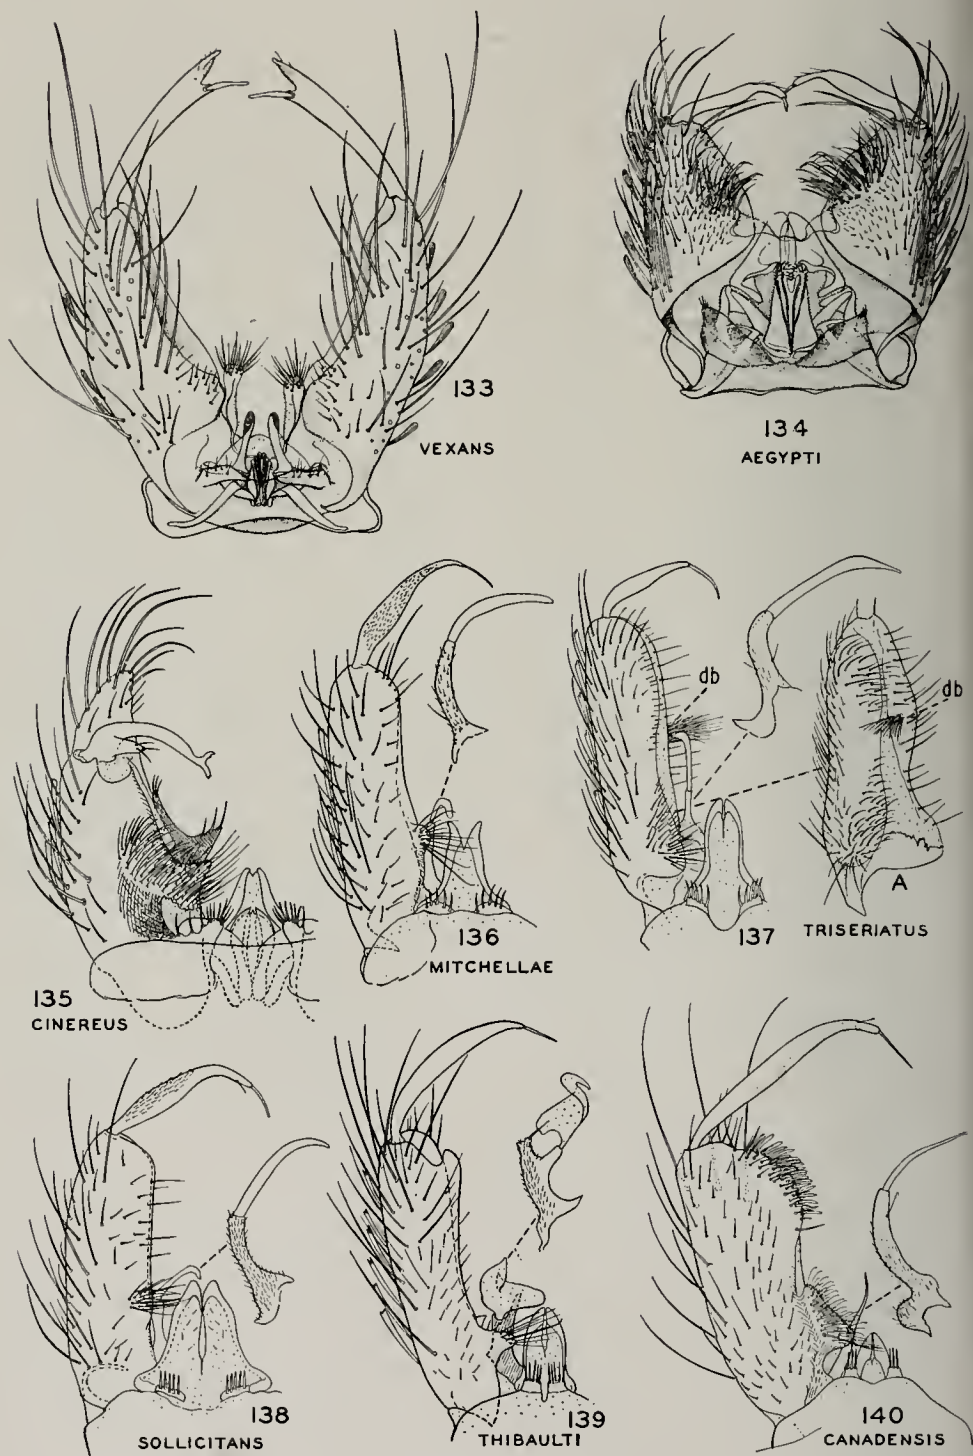 133
VEXANS
134
AEGYPTI
135
CINEREUS
136
MITCHELLAE
db
137
db
A
TRISERIATUS
138
SOLLICITANS
139
THIBAULTI
140
CANADENSIS